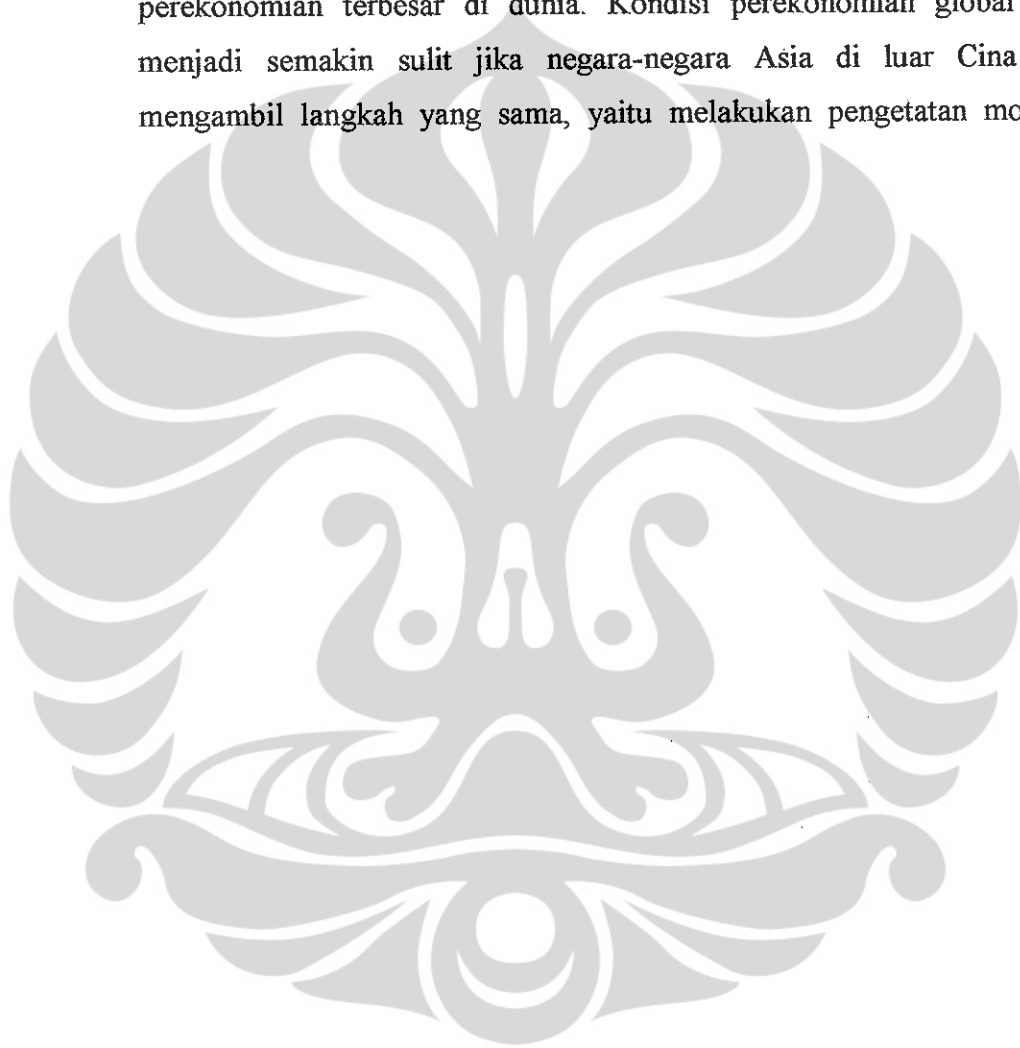 perekonomian terbesar di dunia. Kondisi perekonomian global
menjadi semakin sulit jika negara-negara Asia di luar Cina
mengambil langkah yang sama, yaitu melakukan pengetatan